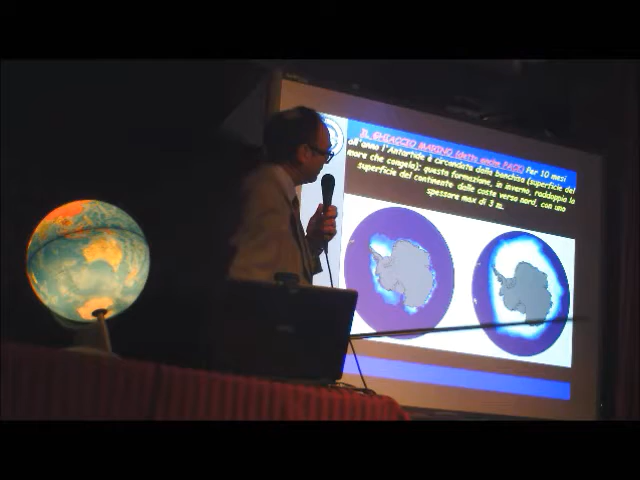 IL GHIACCIO MARINO (detto anche PACK) Per 10 mesi
all'anno l'Antartide è circondata dalla banchisa (superficie del
mare che congela): questa formazione, in inverno, raddoppia la
superficie del continente dalle coste verso nord, con uno
spessore max di 3 m.